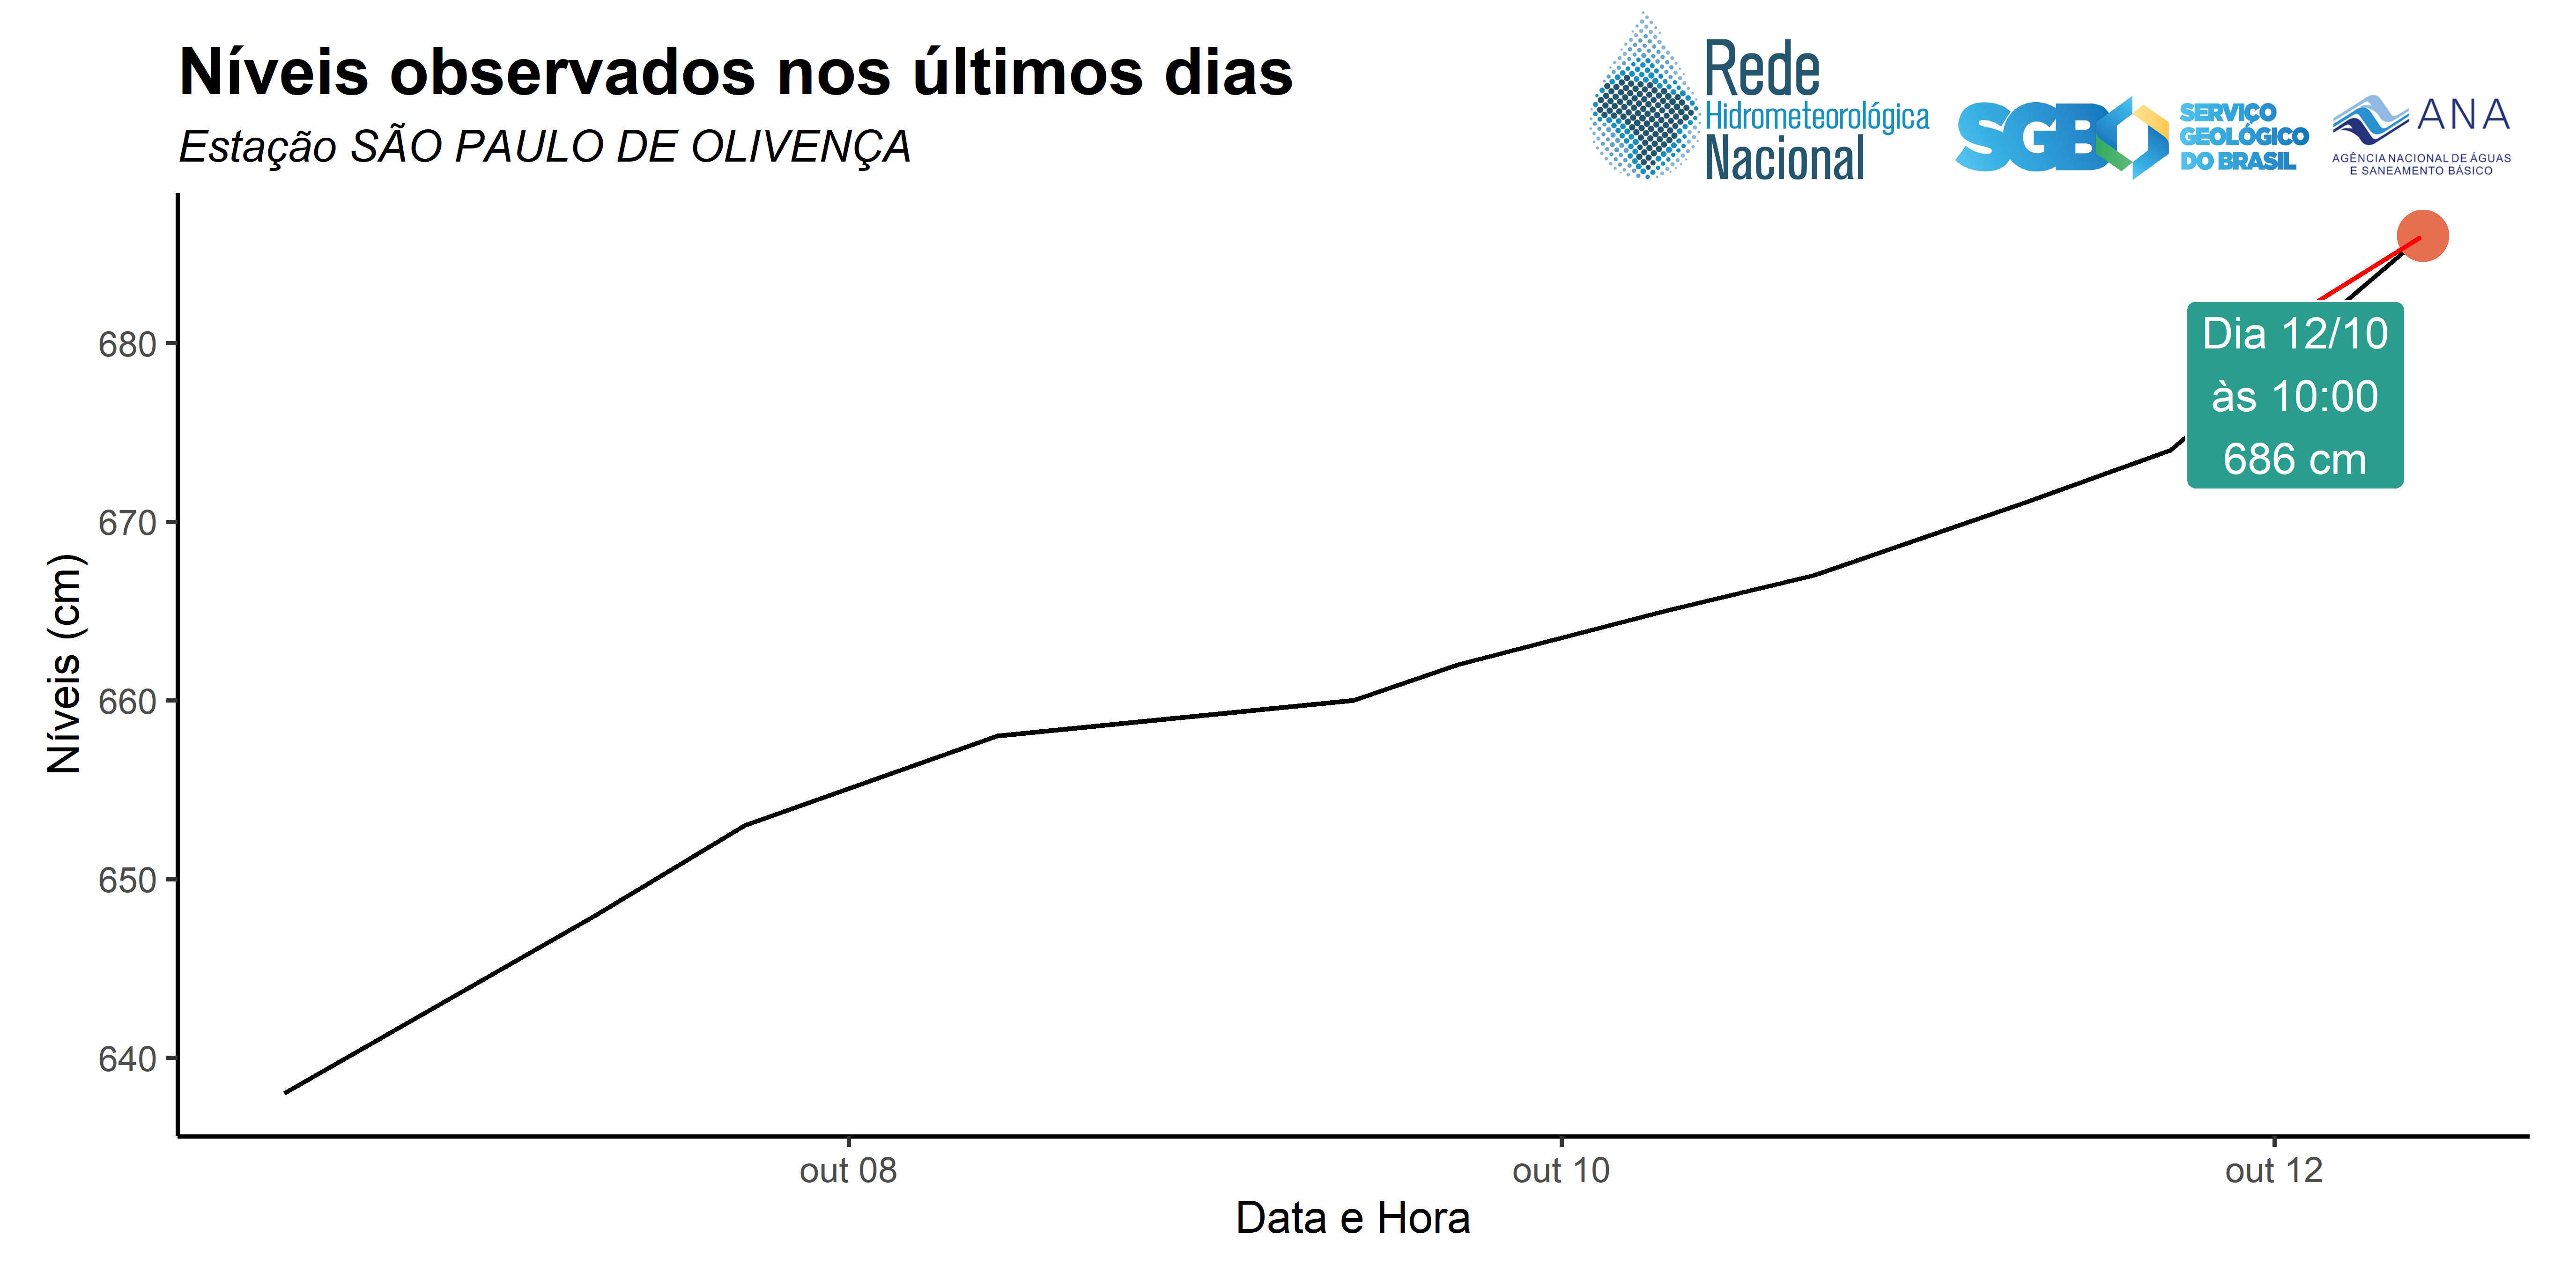 Níveis observados nos últimos dias
Estação SÃO PAULO DE OLIVENÇA
Rede
Hidrometeorológica
Nacional
SGB
SERVIÇO
GEOLÓGICO
DO BRASIL
ANA
AGÊNCIA NACIONAL DE ÁGUAS
E SANEAMENTO BÁSICO
Níveis (cm)
680
670
660
650
640
Dia 12/10
às 10:00
686 cm
out 08
out 10
out 12
Data e Hora